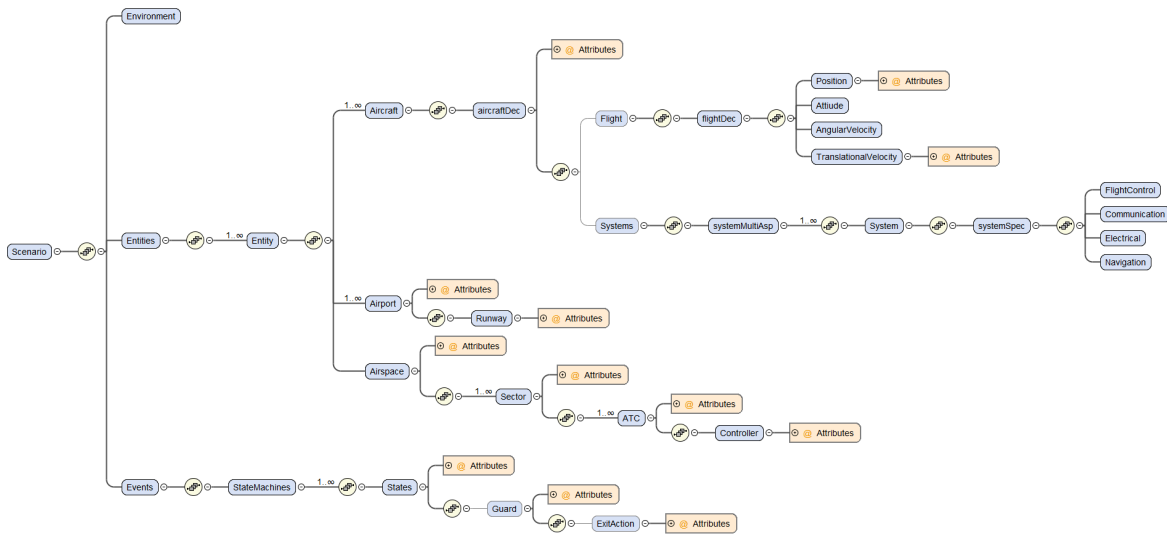 Environment
@ Attributes
1..∞
Aircraft
aircraftDec
Position
@ Attributes
Attiude
Flight
flightDec
AngularVelocity
TranslationalVelocity
@ Attributes
FlightControl
Communication
Systems
systemMultiAsp
1..∞
System
systemSpec
Electrical
Navigation
Scenario
Entities
1..∞
Entity
@ Attributes
1..∞
Airport
Runway
@ Attributes
@ Attributes
Airspace
@ Attributes
1..∞
Sector
@ Attributes
1..∞
ATC
Controller
@ Attributes
@ Attributes
Events
StateMachines
1..∞
States
@ Attributes
Guard
ExitAction
@ Attributes